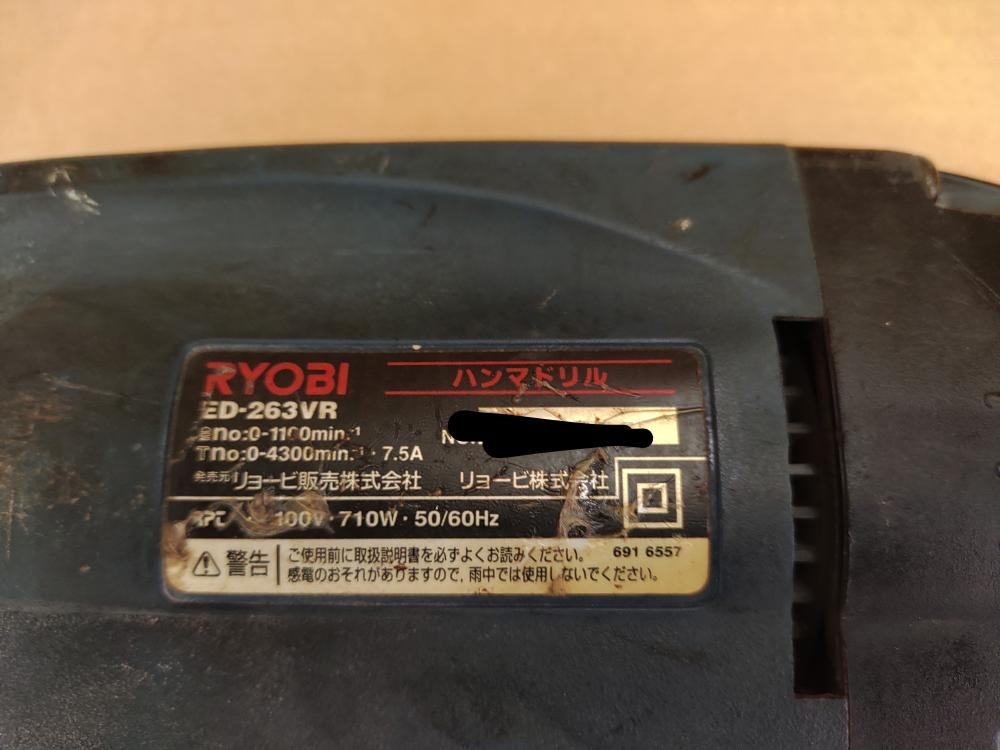 RYOBI ハンマドリル
ED-263VR
no:0-1100min.⁻¹
no:0-4300min.⁻¹・7.5A
発売元 リョービ販売株式会社 リョービ株式会社
100V・710W・50/60Hz
警告 ご使用前に取扱説明書を必ずよくお読みください。 691 6557
感電のおそれがありますので、雨中では使用しないでください。